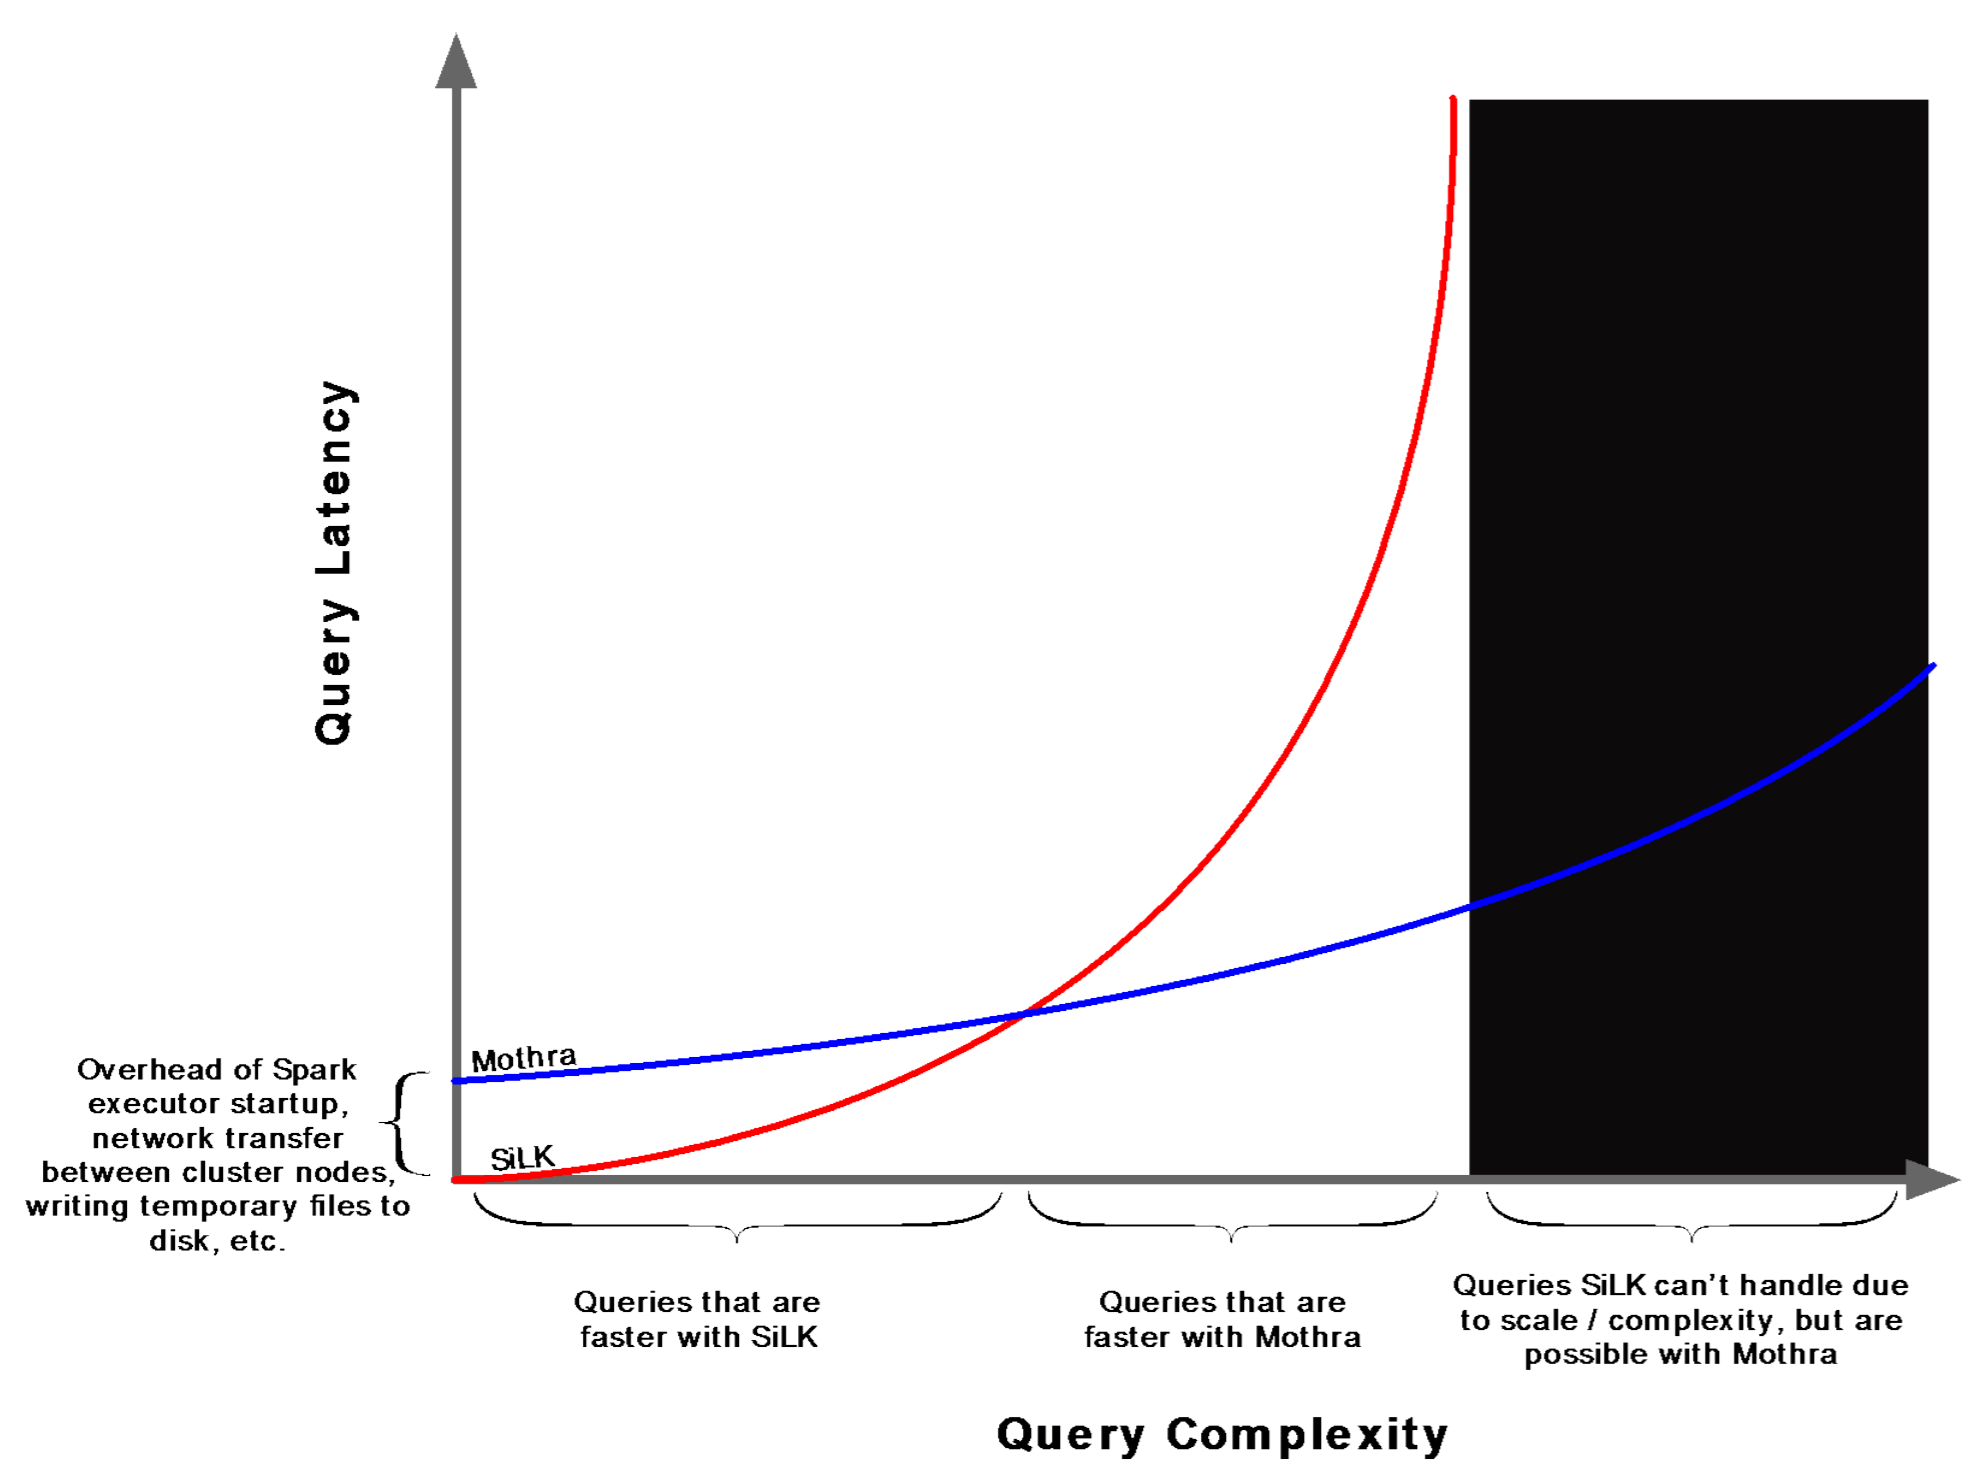 Query Latency
Mothra
SiLK
Overhead of Spark
executor startup,
network transfer
between cluster nodes,
writing temporary files to
disk, etc.
Queries that are
faster with SiLK
Queries that are
faster with Mothra
Queries SiLK can’t handle due
to scale / complexity, but are
possible with Mothra
Query Complexity